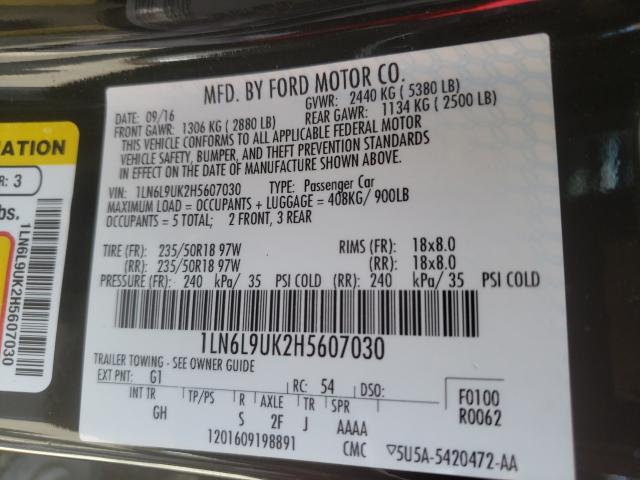 MFD. BY FORD MOTOR CO.
DATE: 09/16 GVWR: 2440 KG ( 5380 LB)
FRONT GAWR: 1306 KG ( 2880 LB) REAR GAWR: 1134 KG ( 2500 LB)
THIS VEHICLE CONFORMS TO ALL APPLICABLE FEDERAL MOTOR
VEHICLE SAFETY, BUMPER, AND THEFT PREVENTION STANDARDS
IN EFFECT ON THE DATE OF MANUFACTURE SHOWN ABOVE.
VIN: 1LN6L9UK2H5607030 TYPE: Passenger Car
MAXIMUM LOAD = OCCUPANTS + LUGGAGE = 408KG/ 900LB
OCCUPANTS = 5 TOTAL; 2 FRONT, 3 REAR
TIRE (FR): 235/50R18 97W RIMS (FR): 18x8.0
(RR): 235/50R18 97W (RR): 18x8.0
PRESSURE (FR): 240 kPa/ 35 PSI COLD (RR): 240 kPa/ 35 PSI COLD
1LN6L9UK2H5607030
TRAILER TOWING - SEE OWNER GUIDE
EXT PNT: G1 RC: 54 DSO: F0100
INT TR TP/PS R AXLE TR SPR R0062
GH S 2F J AAAA
1201609198891 CMC 5U5A-5420472-AA
ATION
R: 3
bs.
1LN6L9UK2H5607030